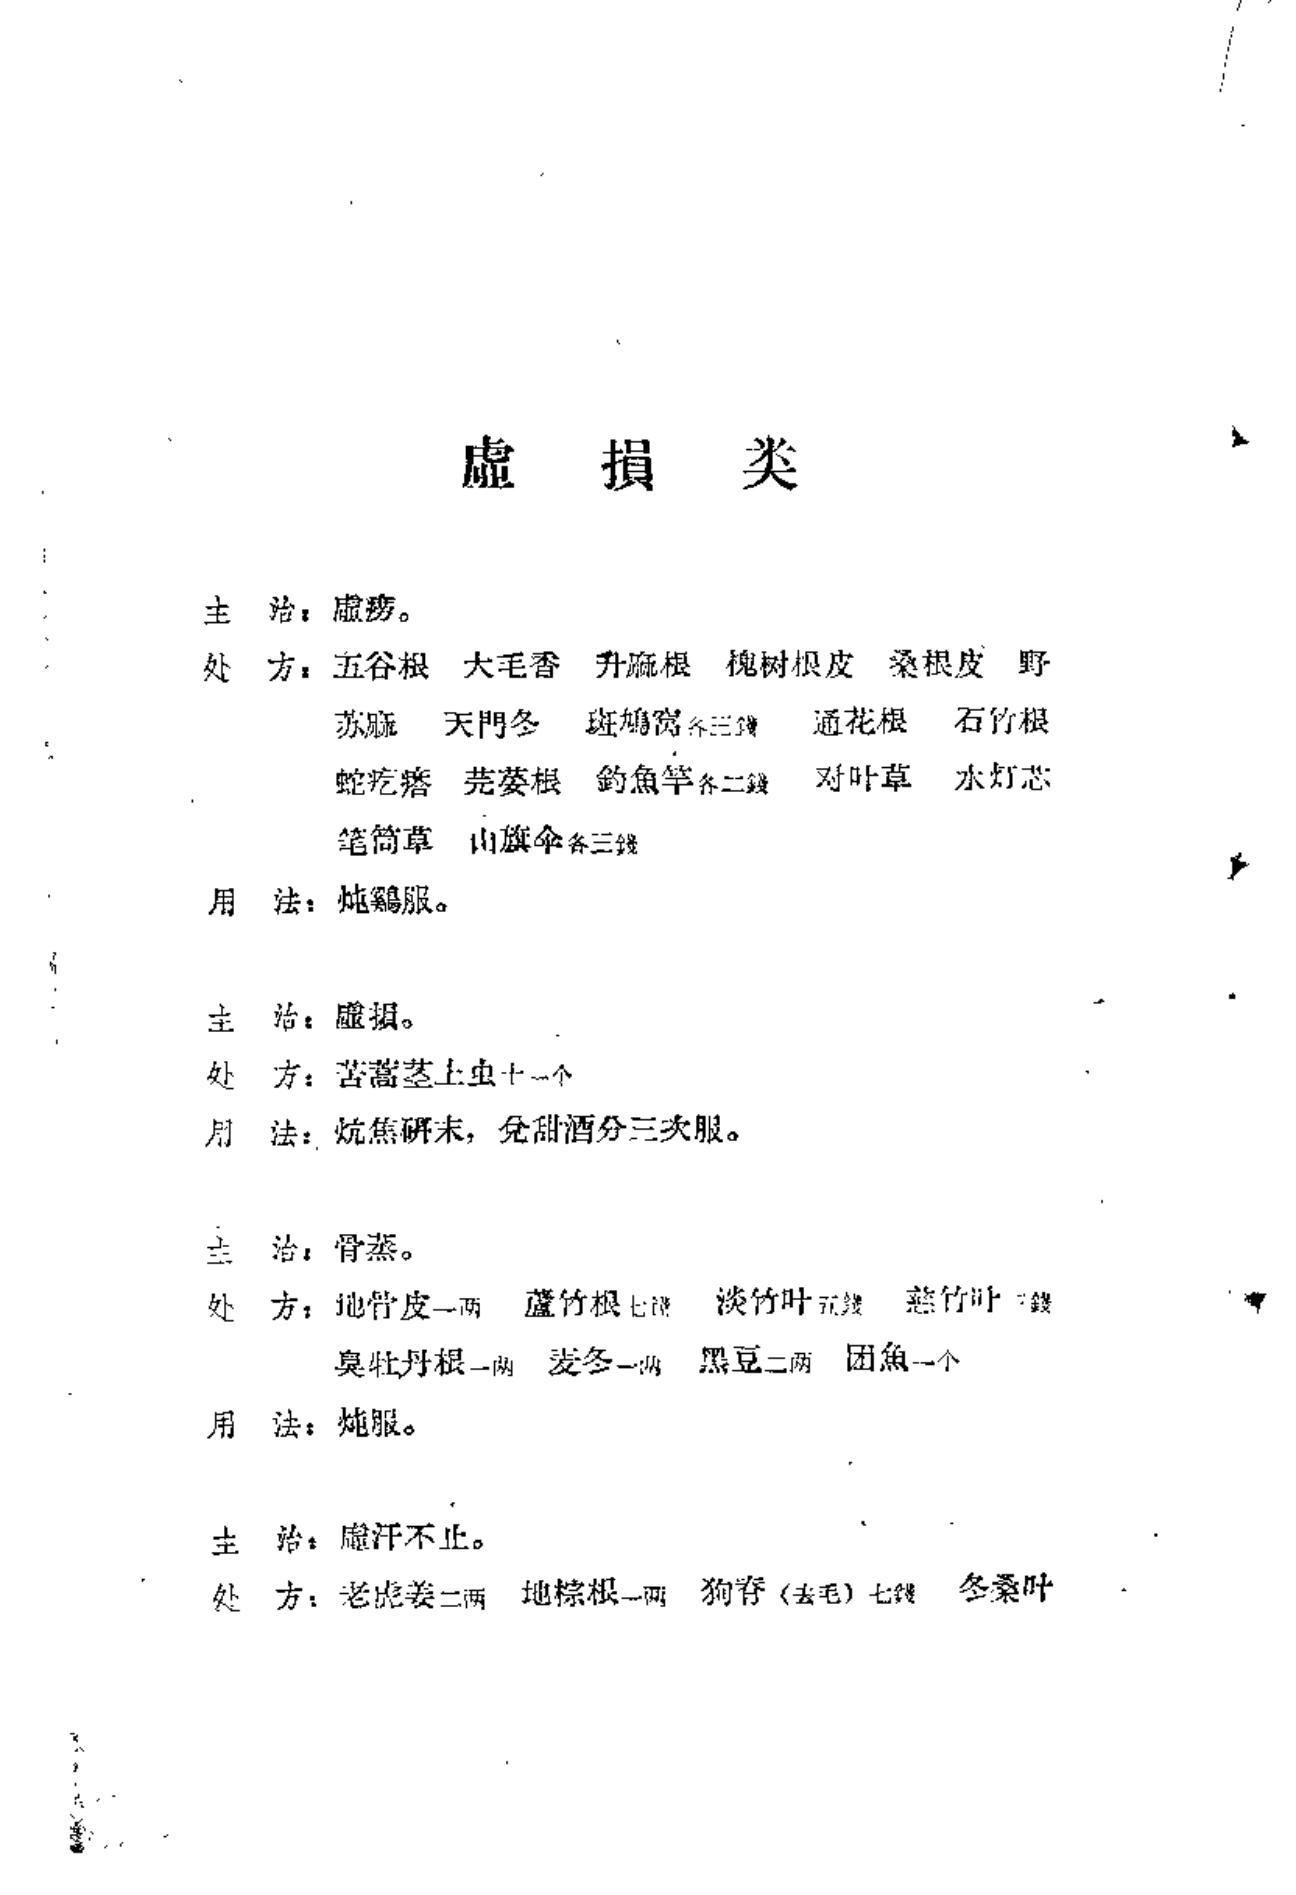 虛損类
主治：虛痨。
处方：五谷根 大毛香 升麻根 槐树根皮 桑根皮 野
苏麻 天門冬 斑鳩窝各三錢 通花根 石竹根
蛇疙瘩 芫荽根 釣魚竿各二錢 对叶草 水灯芯
笔筒草 山旗伞各三錢
用法：炖鷄服。
主治：虛損。
处方：苦蒿茎上虫十一个
用法：炕焦研末，兌甜酒分三次服。
主治：骨蒸。
处方：地骨皮一两 蘆竹根七錢 淡竹叶五錢 慈竹叶三錢
臭牡丹根一两 麦冬一两 黑豆二两 团魚一个
用法：炖服。
主治：虛汗不止。
处方：老虎姜二两 地棕根一两 狗脊（去毛）七錢 冬桑叶